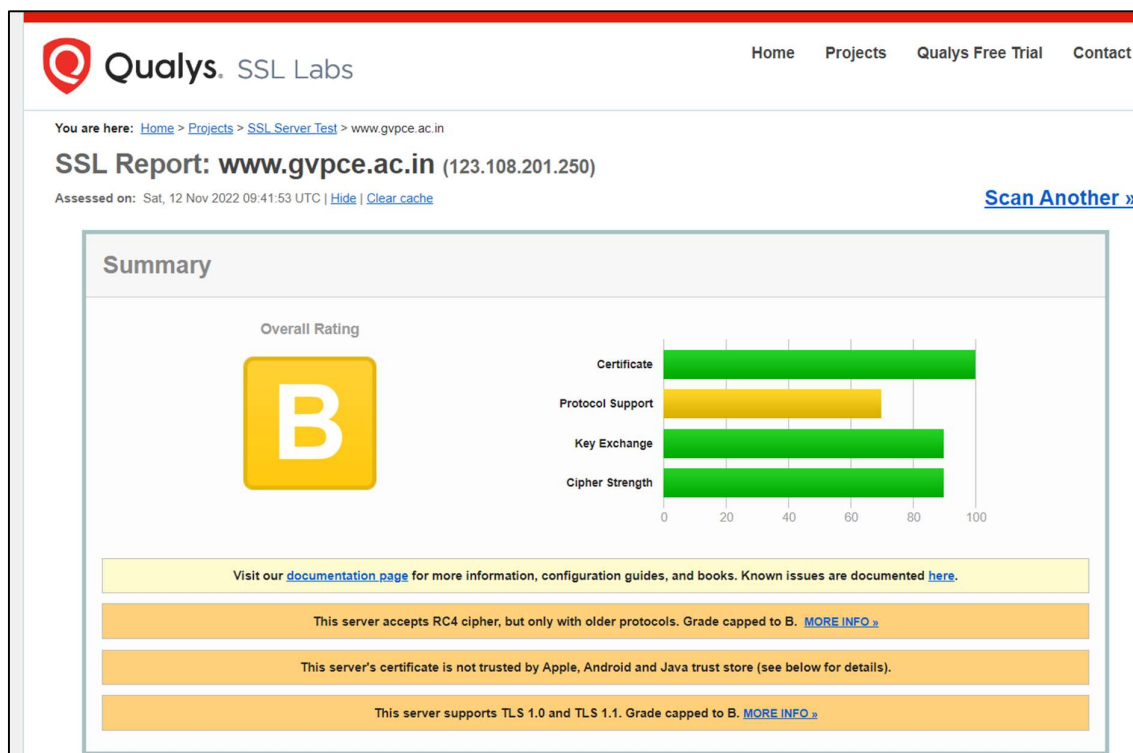 Qualys. SSL Labs
Home Projects Qualys Free Trial Contact
You are here: Home > Projects > SSL Server Test > www.gvpce.ac.in
SSL Report: www.gvpce.ac.in (123.108.201.250)
Assessed on: Sat, 12 Nov 2022 09:41:53 UTC | Hide | Clear cache
Scan Another »
Summary
Overall Rating
B
Certificate
Protocol Support
Key Exchange
Cipher Strength
0 20 40 60 80 100
Visit our documentation page for more information, configuration guides, and books. Known issues are documented here.
This server accepts RC4 cipher, but only with older protocols. Grade capped to B. MORE INFO »
This server's certificate is not trusted by Apple, Android and Java trust store (see below for details).
This server supports TLS 1.0 and TLS 1.1. Grade capped to B. MORE INFO »